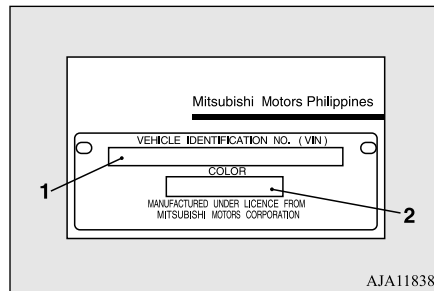 Mitsubishi Motors Philippines
VEHICLE IDENTIFICATION NO. (VIN)
1
COLOR
2
MANUFACTURED UNDER LICENCE FROM
MITSUBISHI MOTORS CORPORATION
AJA11838